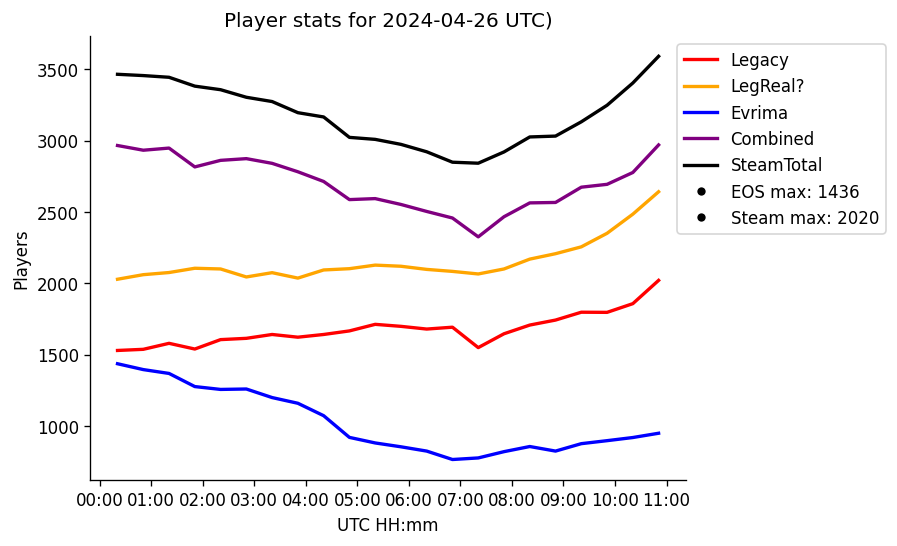 Player stats for 2024-04-26 UTC)
Legacy
LegReal?
Evrima
Combined
SteamTotal
EOS max: 1436
Steam max: 2020
Players
3500
3000
2500
2000
1500
1000
00:00 01:00 02:00 03:00 04:00 05:00 06:00 07:00 08:00 09:00 10:00 11:00
UTC HH:mm